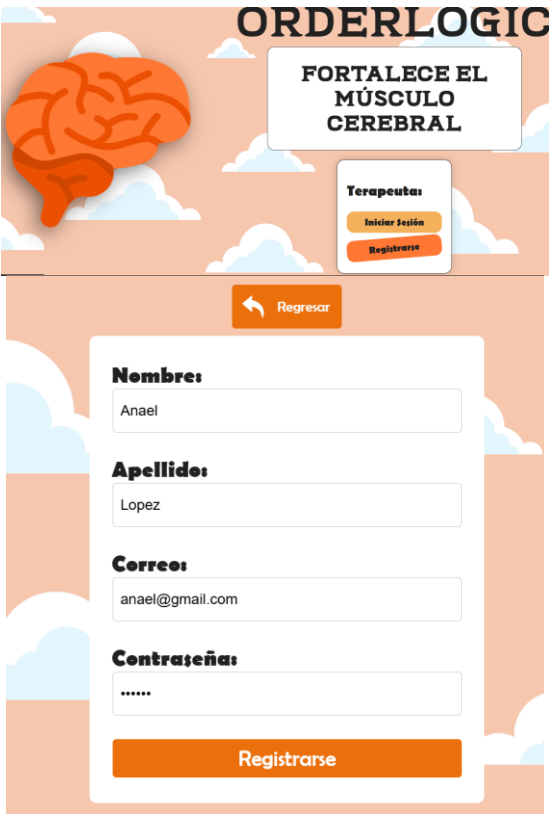 ORDERLOGIC
FORTALECE EL
MÚSCULO
CEREBRAL
Terapeuta:
Iniciar Sesión
Registrarse
Regresar
Nombre:
Anael
Apellido:
Lopez
Correo:
anael@gmail.com
Contraseña:
••••••
Registrarse